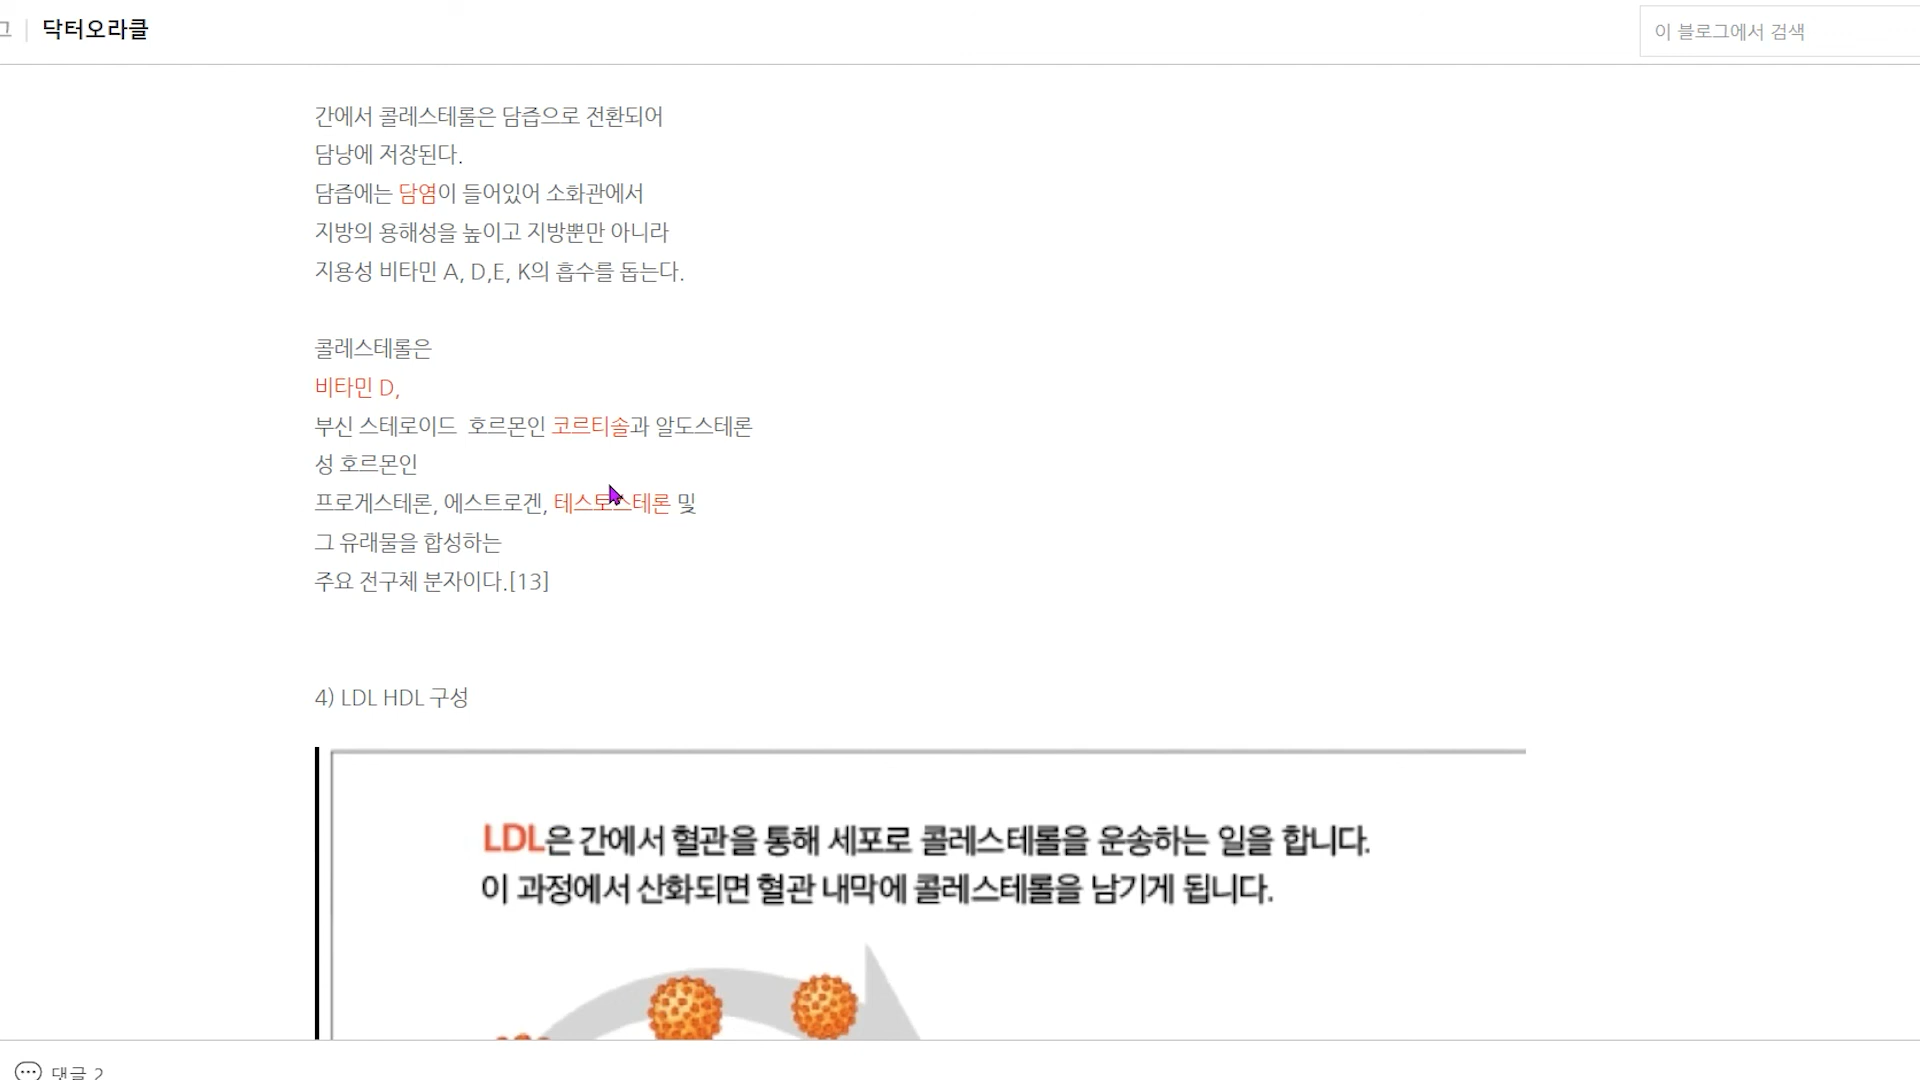 그 닥터오라클
이 블로그에서 검색
간에서 콜레스테롤은 담즙으로 전환되어
담낭에 저장된다.
담즙에는 담염이 들어있어 소화관에서
지방의 용해성을 높이고 지방뿐만 아니라
지용성 비타민 A, D,E, K의 흡수를 돕는다.
콜레스테롤은
비타민 D,
부신 스테로이드 호르몬인 코르티솔과 알도스테론
성 호르몬인
프로게스테론, 에스트로겐, 테스토스테론 및
그 유래물을 합성하는
주요 전구체 분자이다.[13]
4) LDL HDL 구성
LDL은 간에서 혈관을 통해 세포로 콜레스테롤을 운송하는 일을 합니다.
이 과정에서 산화되면 혈관 내막에 콜레스테롤을 남기게 됩니다.
댓글 2